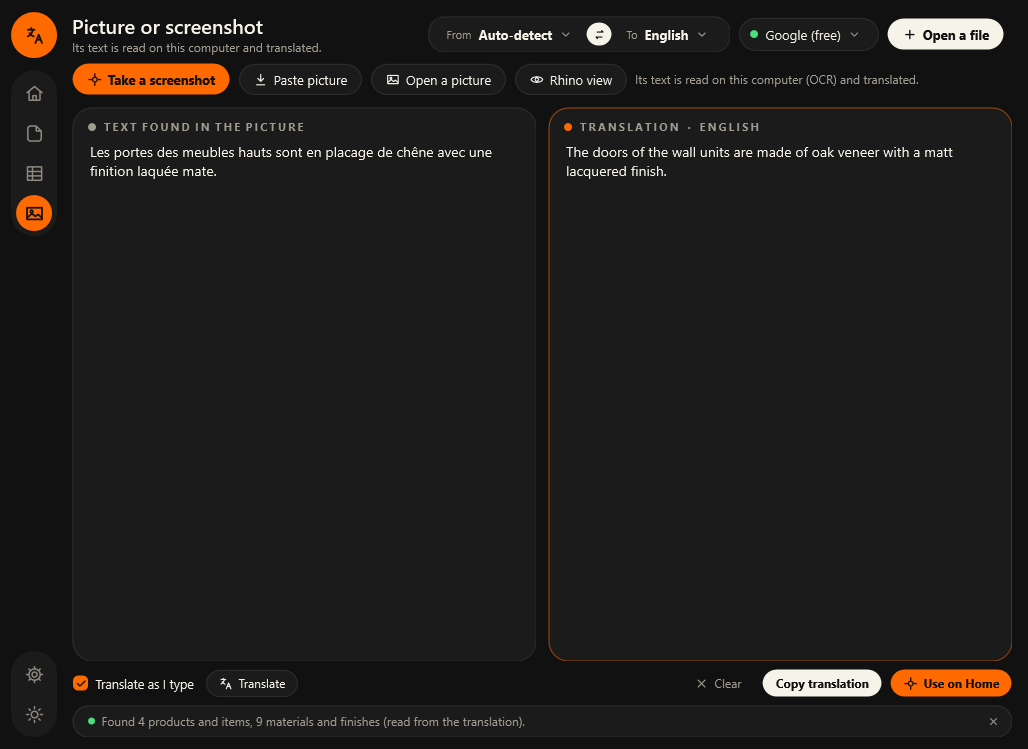 Picture or screenshot
Its text is read on this computer and translated.
From Auto-detect To English Google (free) + Open a file
Take a screenshot Paste picture Open a picture Rhino view Its text is read on this computer (OCR) and translated.
TEXT FOUND IN THE PICTURE
Les portes des meubles hauts sont en placage de chêne avec une
finition laquée mate.
TRANSLATION · ENGLISH
The doors of the wall units are made of oak veneer with a matt
lacquered finish.
Translate as I type Translate Clear Copy translation Use on Home
Found 4 products and items, 9 materials and finishes (read from the translation).